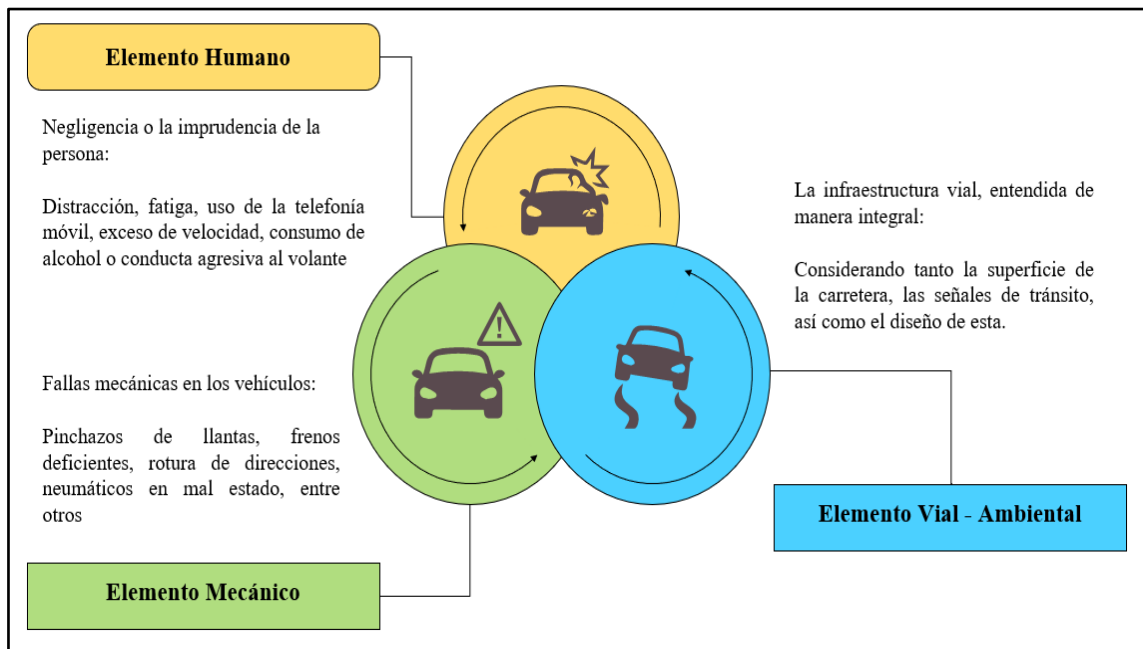 Elemento Humano
Negligencia o la imprudencia de la
persona:
Distracción, fatiga, uso de la telefonía
móvil, exceso de velocidad, consumo de
alcohol o conducta agresiva al volante
Fallas mecánicas en los vehículos:
Pinchazos de llantas, frenos
deficientes, rotura de direcciones,
neumáticos en mal estado, entre
otros
Elemento Mecánico
La infraestructura vial, entendida de
manera integral:
Considerando tanto la superficie de
la carretera, las señales de tránsito,
así como el diseño de esta.
Elemento Vial - Ambiental